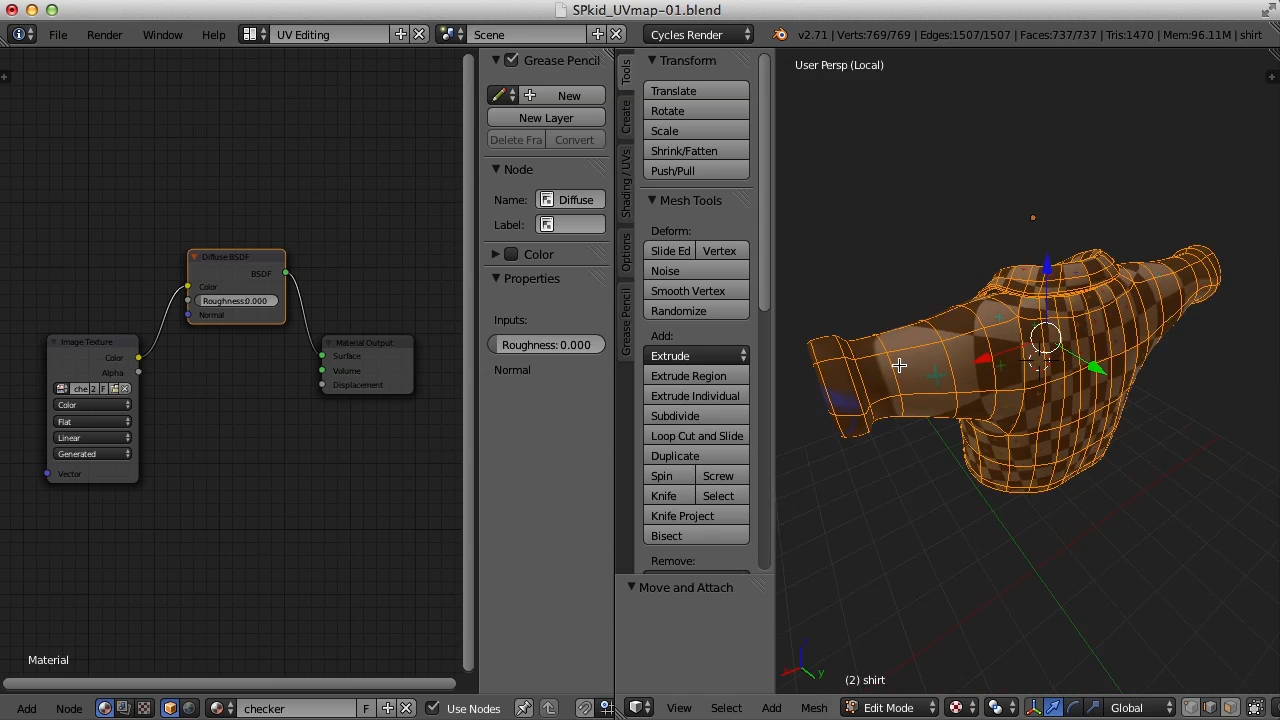 SPkid_UVmap-01.blend
File Render Window Help UV Editing Scene Cycles Render v2.71 | Verts:769/769 | Edges:1507/1507 | Faces:737/737 | Tris:1470 | Mem:96.11M | shirt
Grease Pencil
New
New Layer
Delete Fra Convert
Node
Name: Diffuse
Label:
Color
Properties
Inputs:
Roughness: 0.000
Normal
Diffuse BSDF
BSDF
Color
Roughness:0.000
Normal
Image Texture
Color
Alpha
che 2 F
Color
Flat
Linear
Generated
Vector
Material Output
Surface
Volume
Displacement
Material
Tools
Create
Shading / UVs
Options
Grease Pencil
Transform
Translate
Rotate
Scale
Shrink/Fatten
Push/Pull
Mesh Tools
Deform:
Slide Ed Vertex
Noise
Smooth Vertex
Randomize
Add:
Extrude
Extrude Region
Extrude Individual
Subdivide
Loop Cut and Slide
Duplicate
Spin Screw
Knife Select
Knife Project
Bisect
Remove:
Move and Attach
User Persp (Local)
y
(2) shirt
Add Node checker F Use Nodes
View Select Add Mesh Edit Mode Global